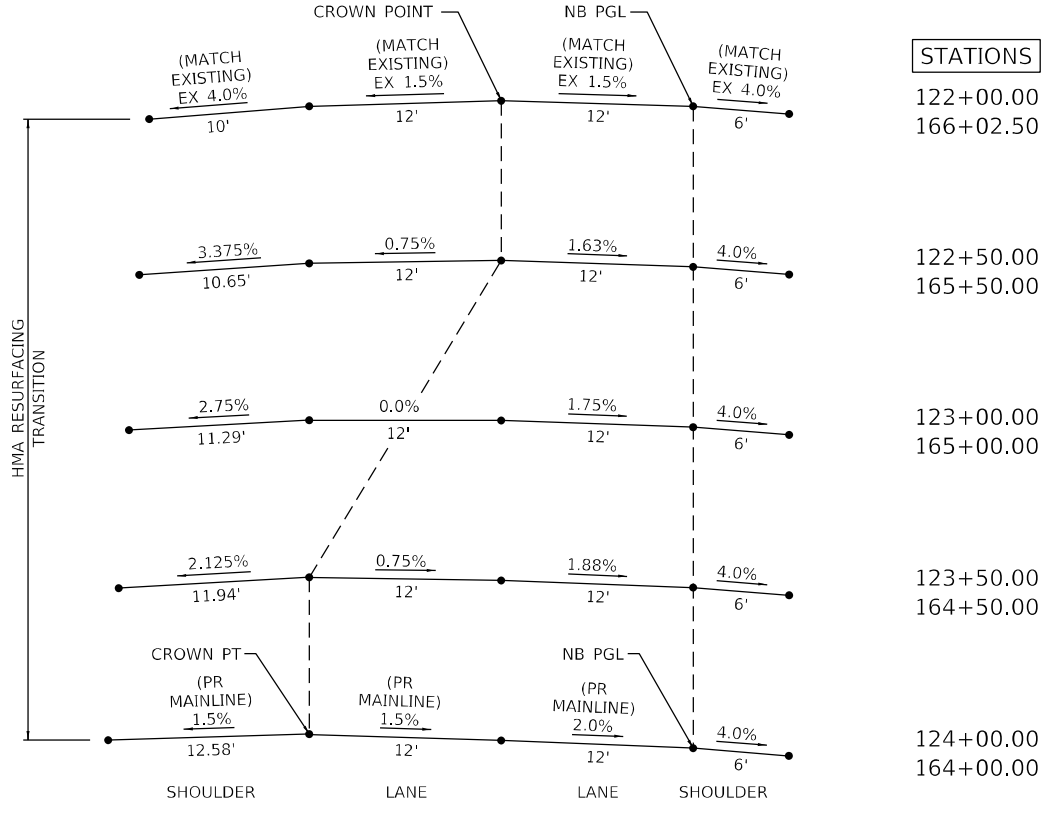 CROWN POINT
NB PGL
STATIONS
(MATCH
EXISTING)
EX 4.0%
10'
(MATCH
EXISTING)
EX 1.5%
12'
(MATCH
EXISTING)
EX 1.5%
12'
(MATCH
EXISTING)
EX 4.0%
6'
122+00.00
166+02.50
3.375%
10.65'
0.75%
12'
1.63%
12'
4.0%
6'
122+50.00
165+50.00
HMA RESURFACING
TRANSITION
2.75%
11.29'
0.0%
12'
1.75%
12'
4.0%
6'
123+00.00
165+00.00
2.125%
11.94'
0.75%
12'
1.88%
12'
4.0%
6'
123+50.00
164+50.00
CROWN PT
NB PGL
(PR
MAINLINE)
1.5%
12.58'
(PR
MAINLINE)
1.5%
12'
(PR
MAINLINE)
2.0%
12'
4.0%
6'
124+00.00
164+00.00
SHOULDER
LANE
LANE
SHOULDER